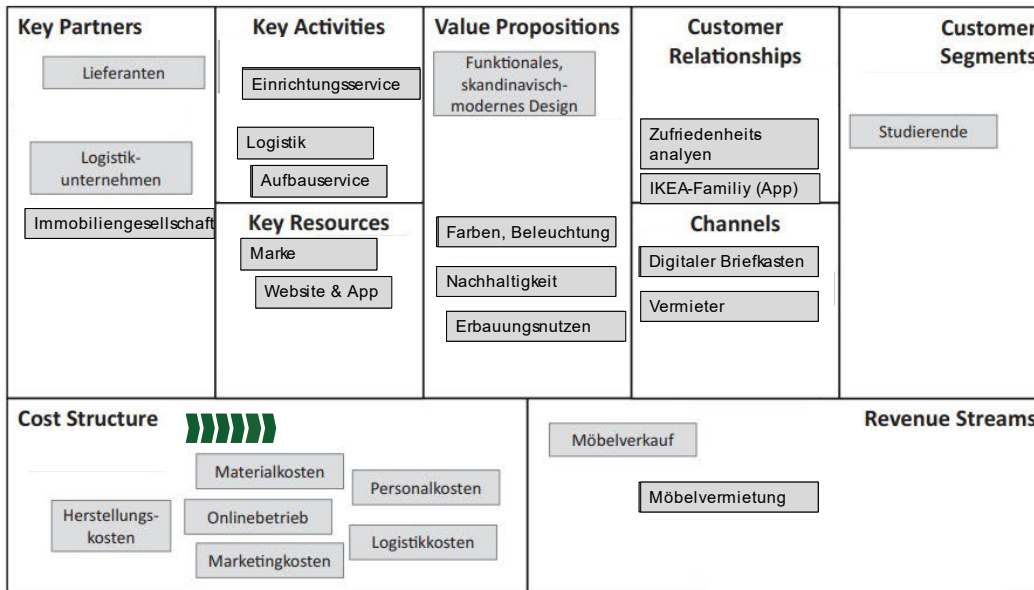 Key Partners
Lieferanten
Logistik-
unternehmen
Immobiliengesellschaft
Key Activities
Einrichtungsservice
Logistik
Aufbauservice
Key Resources
Marke
Website & App
Value Propositions
Funktionales,
skandinavisch-
modernes Design
Farben, Beleuchtung
Nachhaltigkeit
Erbauungsnutzen
Customer
Relationships
Zufriedenheits-
analyen
IKEA-Familiy (App)
Channels
Digitaler Briefkasten
Vermieter
Customer
Segments
Studierende
Cost Structure
Materialkosten
Personalkosten
Herstellungs-
kosten
Onlinebetrieb
Logistikkosten
Marketingkosten
Revenue Streams
Möbelverkauf
Möbelvermietung